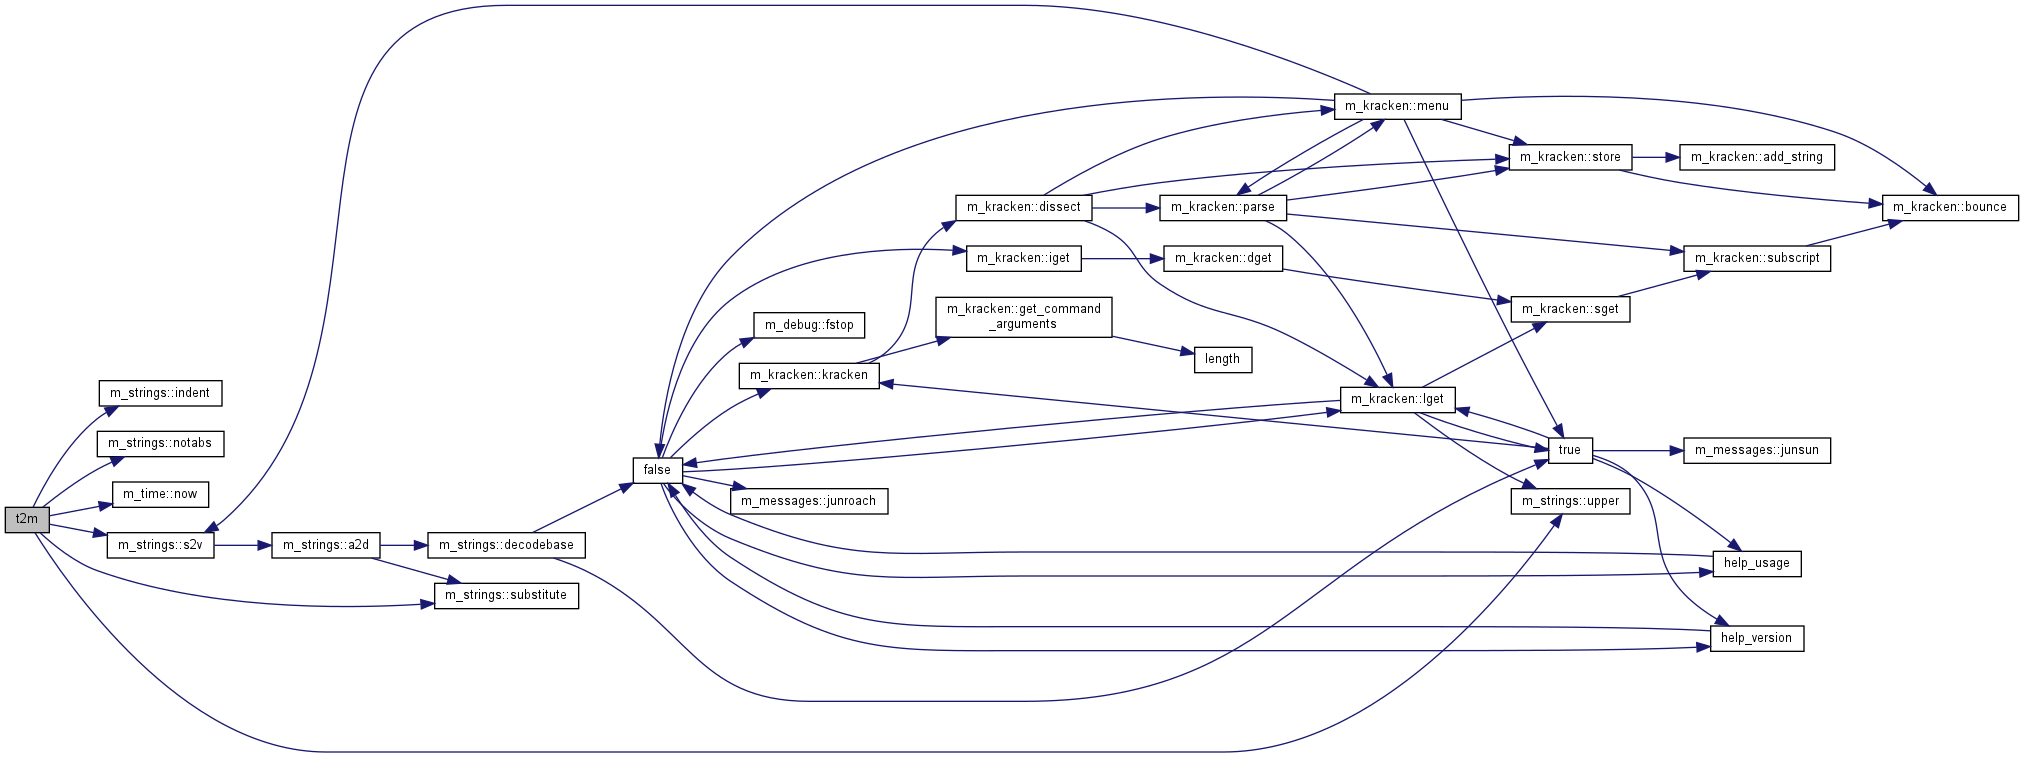 t2m
m_strings::indent
m_strings::notabs
m_time::now
m_strings::s2v
m_strings::a2d
m_strings::decodebase
m_strings::substitute
false
m_debug::fstop
m_kracken::kracken
m_messages::junroach
m_kracken::dissect
m_kracken::iget
m_kracken::get_command
_arguments
m_kracken::parse
m_kracken::dget
length
m_kracken::menu
m_kracken::lget
m_kracken::store
m_kracken::sget
true
m_strings::upper
m_kracken::add_string
m_kracken::subscript
m_messages::junsun
help_usage
help_version
m_kracken::bounce